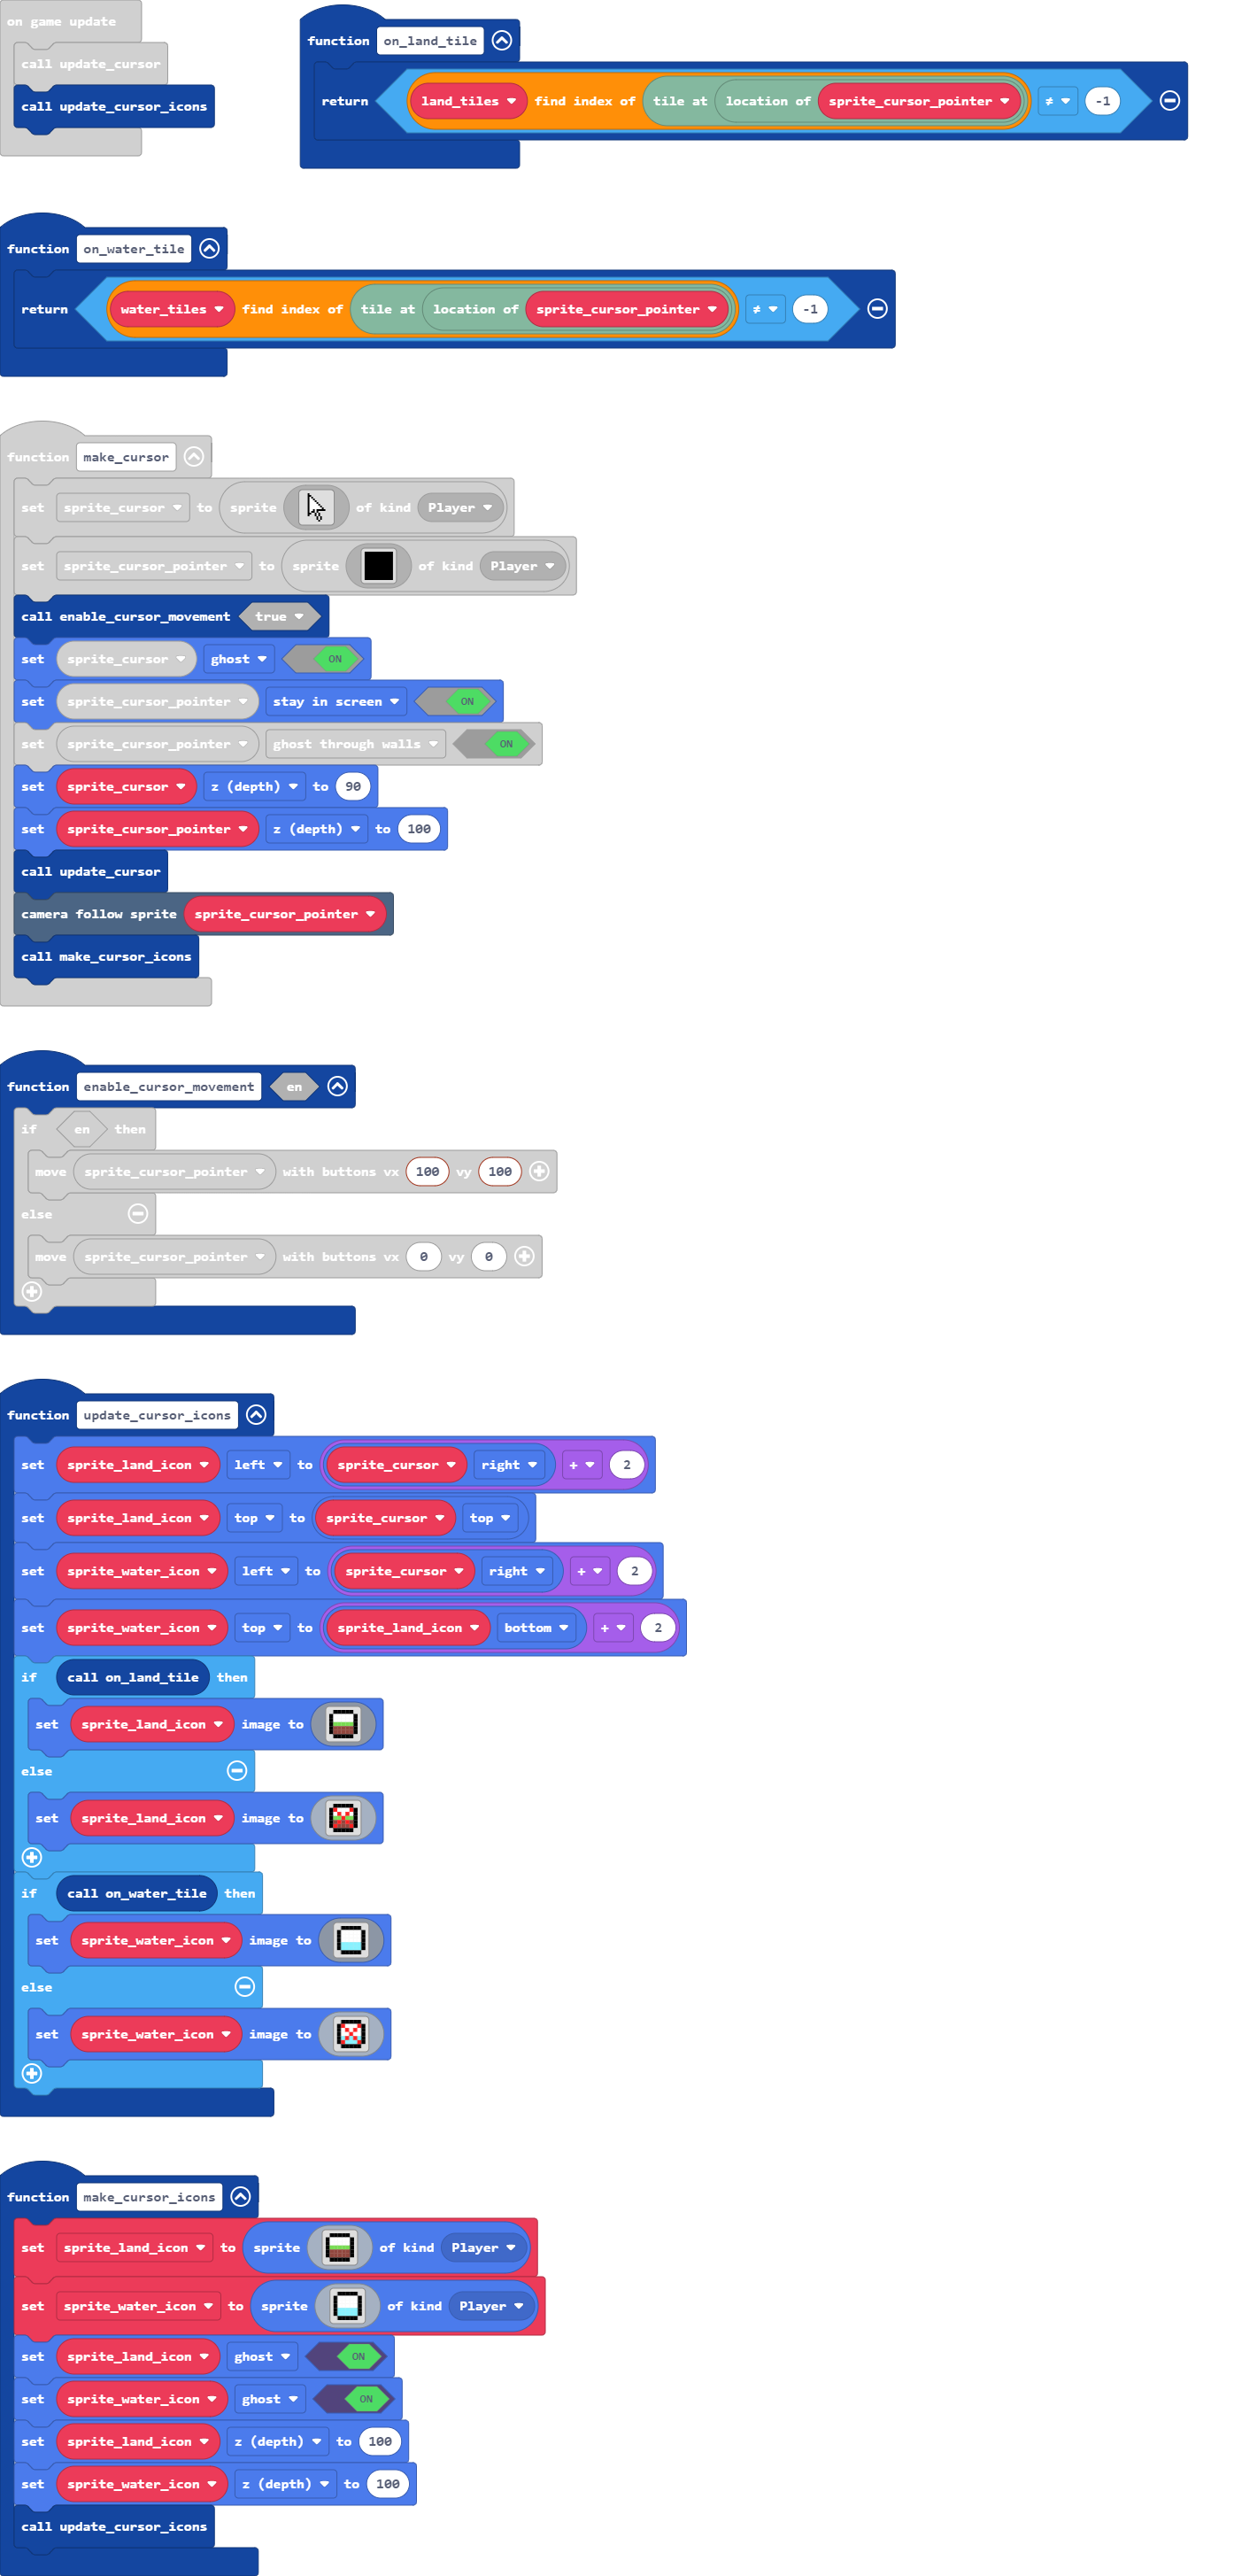 on game update
call update_cursor
call update_cursor_icons
function on_land_tile
return land_tiles find index of tile at location of sprite_cursor_pointer ≠ -1
function on_water_tile
return water_tiles find index of tile at location of sprite_cursor_pointer ≠ -1
function make_cursor
set sprite_cursor to sprite of kind Player
set sprite_cursor_pointer to sprite of kind Player
call enable_cursor_movement true
set sprite_cursor ghost ON
set sprite_cursor_pointer stay in screen ON
set sprite_cursor_pointer ghost through walls ON
set sprite_cursor z (depth) to 90
set sprite_cursor_pointer z (depth) to 100
call update_cursor
camera follow sprite sprite_cursor_pointer
call make_cursor_icons
function enable_cursor_movement en
if en then
move sprite_cursor_pointer with buttons vx 100 vy 100
else
move sprite_cursor_pointer with buttons vx 0 vy 0
function update_cursor_icons
set sprite_land_icon left to sprite_cursor right + 2
set sprite_land_icon top to sprite_cursor top
set sprite_water_icon left to sprite_cursor right + 2
set sprite_water_icon top to sprite_land_icon bottom + 2
if call on_land_tile then
set sprite_land_icon image to
else
set sprite_land_icon image to
if call on_water_tile then
set sprite_water_icon image to
else
set sprite_water_icon image to
function make_cursor_icons
set sprite_land_icon to sprite of kind Player
set sprite_water_icon to sprite of kind Player
set sprite_land_icon ghost ON
set sprite_water_icon ghost ON
set sprite_land_icon z (depth) to 100
set sprite_water_icon z (depth) to 100
call update_cursor_icons